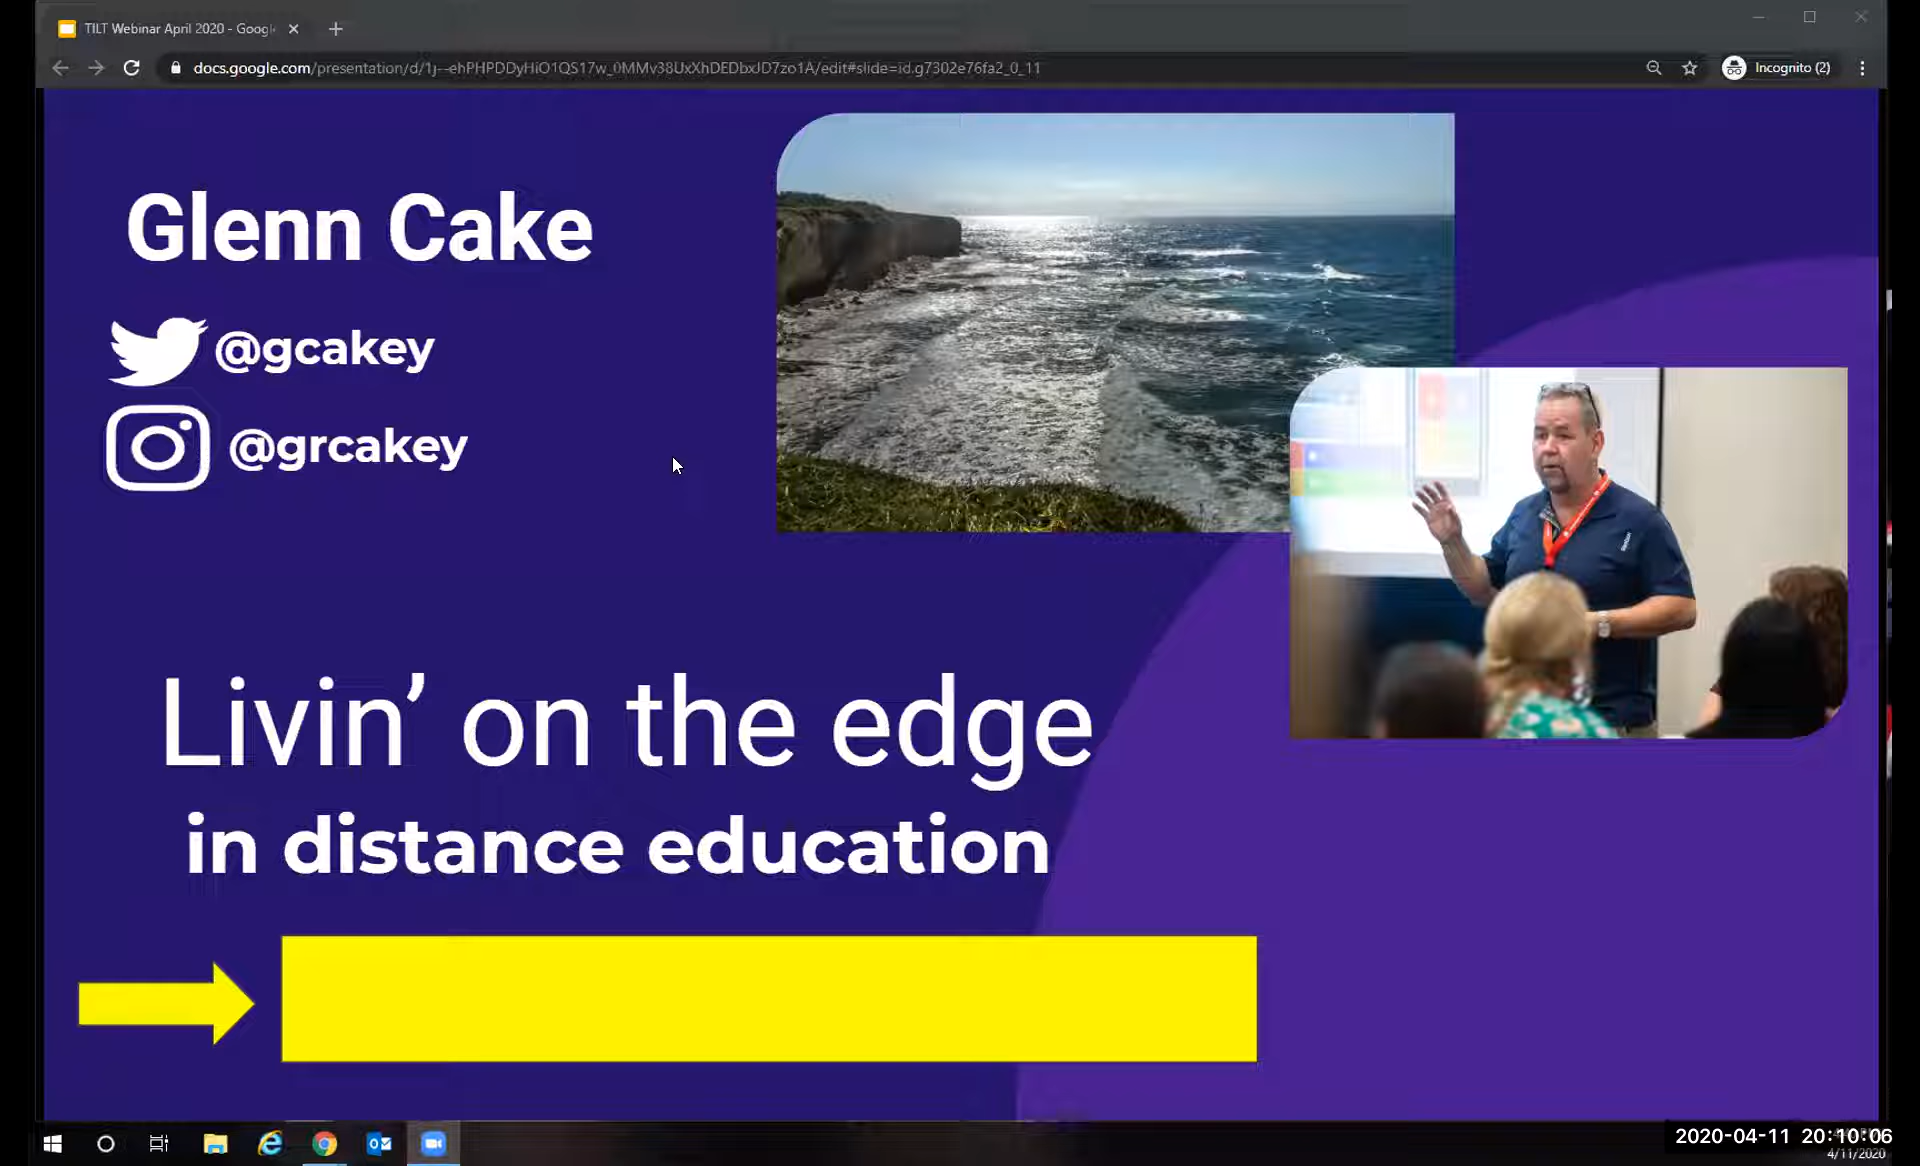 TILT Webinar April 2020 - Googl
docs.google.com/presentation/d/1j--ehPHPDDyHiO1QS17w_0MMv38UxXhDEDbxJD7zo1A/edit#slide=id.g7302e76fa2_0_11
Incognito (2)
Glenn Cake
@gcakey
@grcakey
Livin’ on the edge
in distance education
2020-04-11 20:10:06
4/11/2020